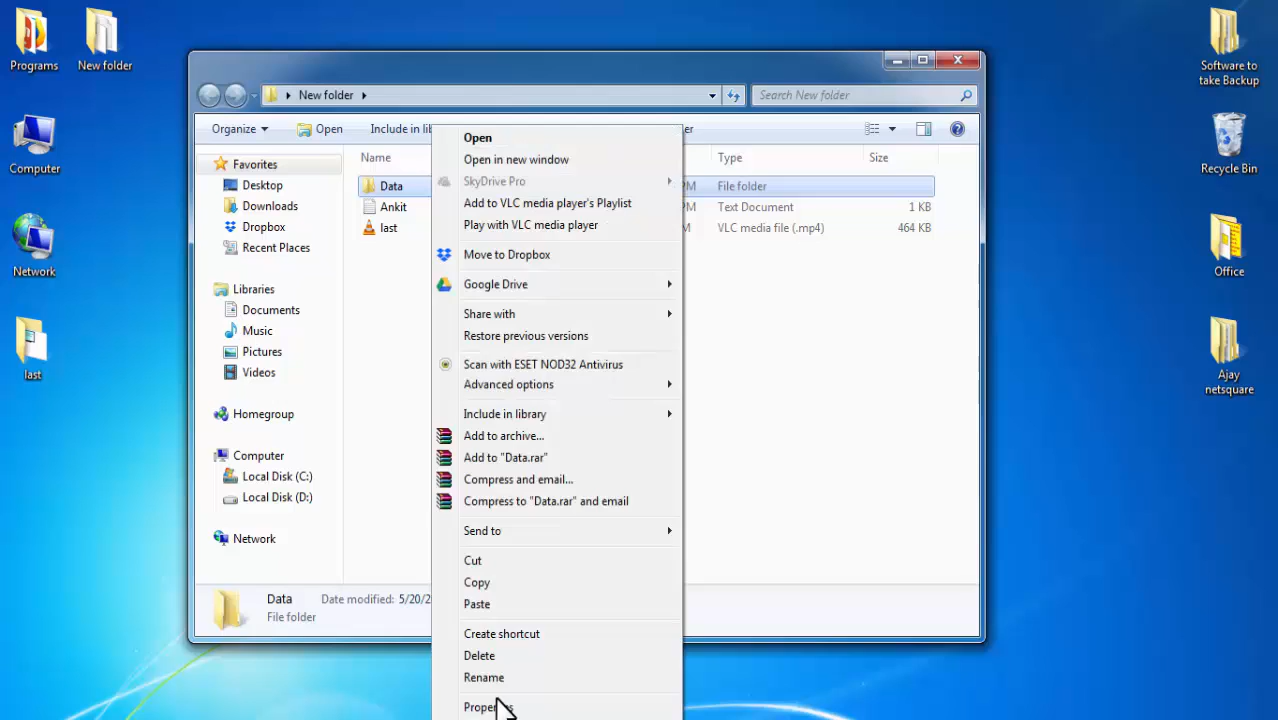 Programs
New folder
Computer
Network
last
Software to
take Backup
Recycle Bin
Office
Ajay
netsquare
New folder
Search New folder
Organize
Open
Include in lib
er
Favorites
Desktop
Downloads
Dropbox
Recent Places
Libraries
Documents
Music
Pictures
Videos
Homegroup
Computer
Local Disk (C:)
Local Disk (D:)
Network
Name
Type
Size
Data
M
File folder
Ankit
M
Text Document
1 KB
last
M
VLC media file (.mp4)
464 KB
Open
Open in new window
SkyDrive Pro
Add to VLC media player's Playlist
Play with VLC media player
Move to Dropbox
Google Drive
Share with
Restore previous versions
Scan with ESET NOD32 Antivirus
Advanced options
Include in library
Add to archive...
Add to "Data.rar"
Compress and email...
Compress to "Data.rar" and email
Send to
Cut
Copy
Paste
Create shortcut
Delete
Rename
Data
Date modified: 5/20/2
File folder